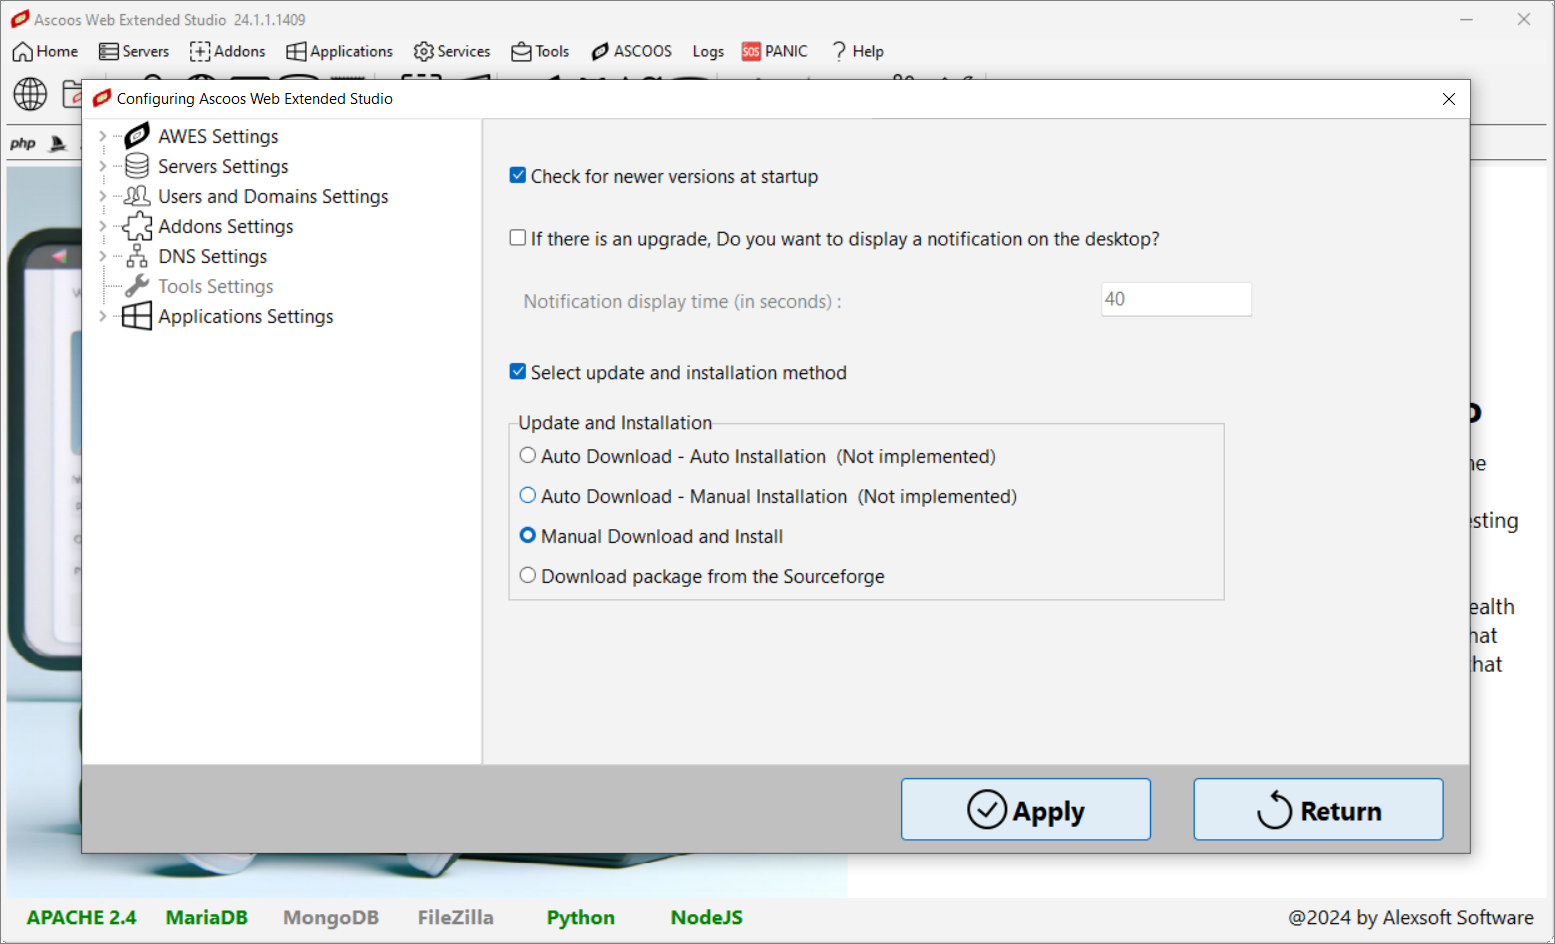 Ascoos Web Extended Studio 24.1.1.1409
Home Servers Addons Applications Services Tools ASCOOS Logs SOS PANIC ? Help
Configuring Ascoos Web Extended Studio
php
AWES Settings
Servers Settings
Users and Domains Settings
Addons Settings
DNS Settings
Tools Settings
Applications Settings
Check for newer versions at startup
If there is an upgrade, Do you want to display a notification on the desktop?
Notification display time (in seconds) :
40
Select update and installation method
Update and Installation
Auto Download - Auto Installation (Not implemented)
Auto Download - Manual Installation (Not implemented)
Manual Download and Install
Download package from the Sourceforge
Apply
Return
APACHE 2.4 MariaDB MongoDB FileZilla Python NodeJS
@2024 by Alexsoft Software